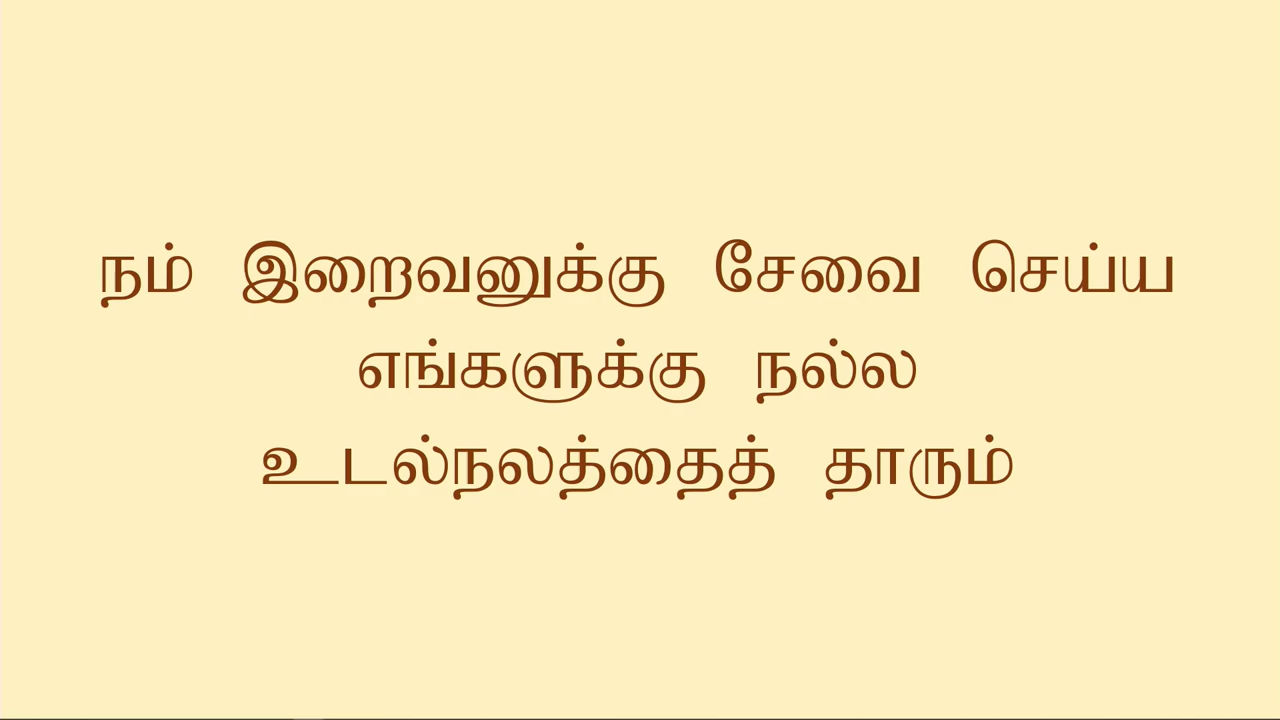 நம் இறைவனுக்கு சேவை செய்ய
எங்களுக்கு நல்ல
உடல்நலத்தைத் தாரும்